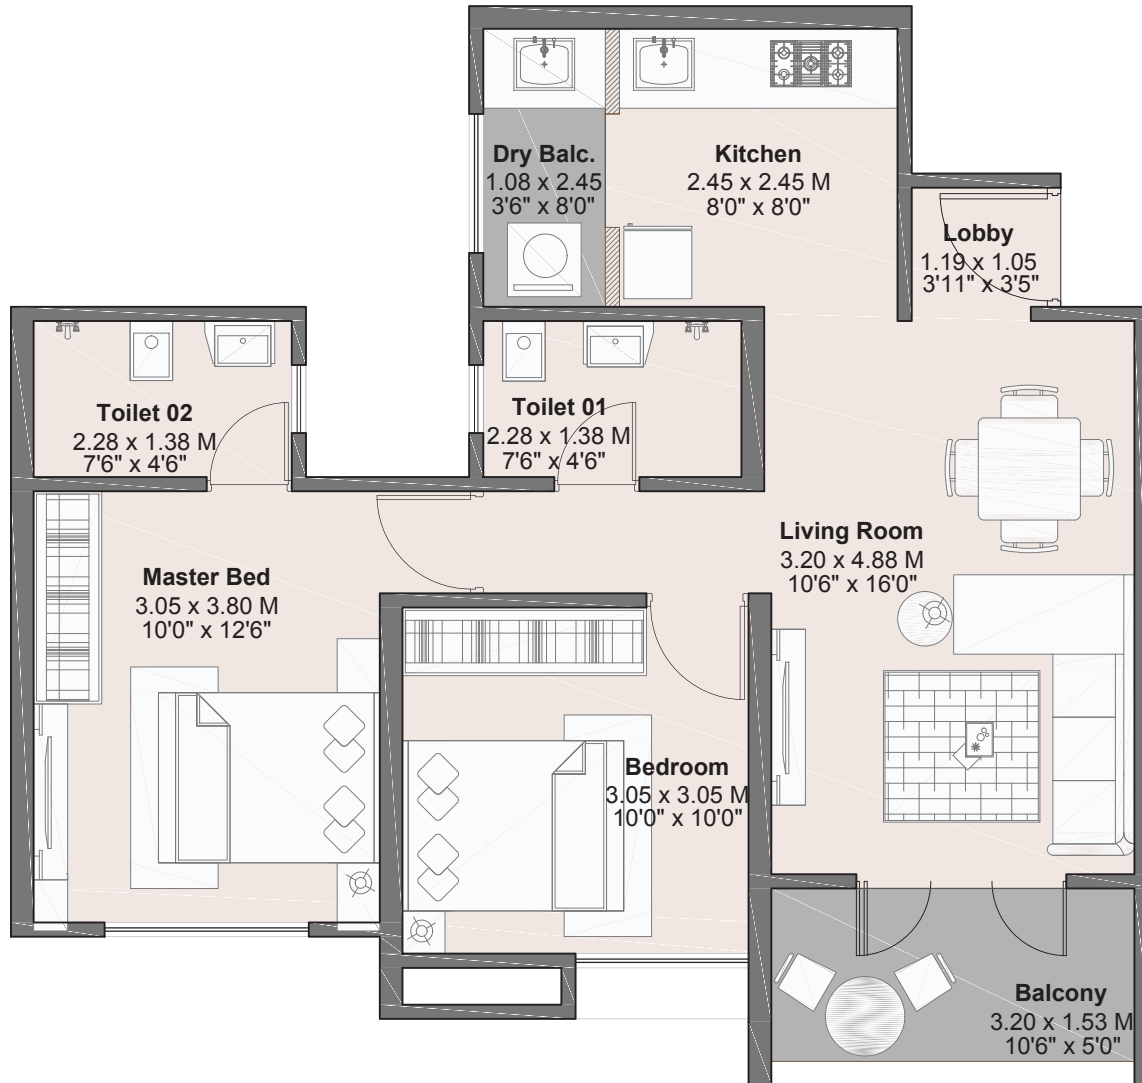 Dry Balc.
1.08 x 2.45
3'6" x 8'0"
Kitchen
2.45 x 2.45 M
8'0" x 8'0"
Lobby
1.19 x 1.05
3'11" x 3'5"
Toilet 02
2.28 x 1.38 M
7'6" x 4'6"
Toilet 01
2.28 x 1.38 M
7'6" x 4'6"
Living Room
3.20 x 4.88 M
10'6" x 16'0"
Master Bed
3.05 x 3.80 M
10'0" x 12'6"
Bedroom
3.05 x 3.05 M
10'0" x 10'0"
Balcony
3.20 x 1.53 M
10'6" x 5'0"